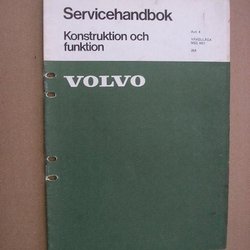 Servicehandbok
Konstruktion och
funktion
VOLVO